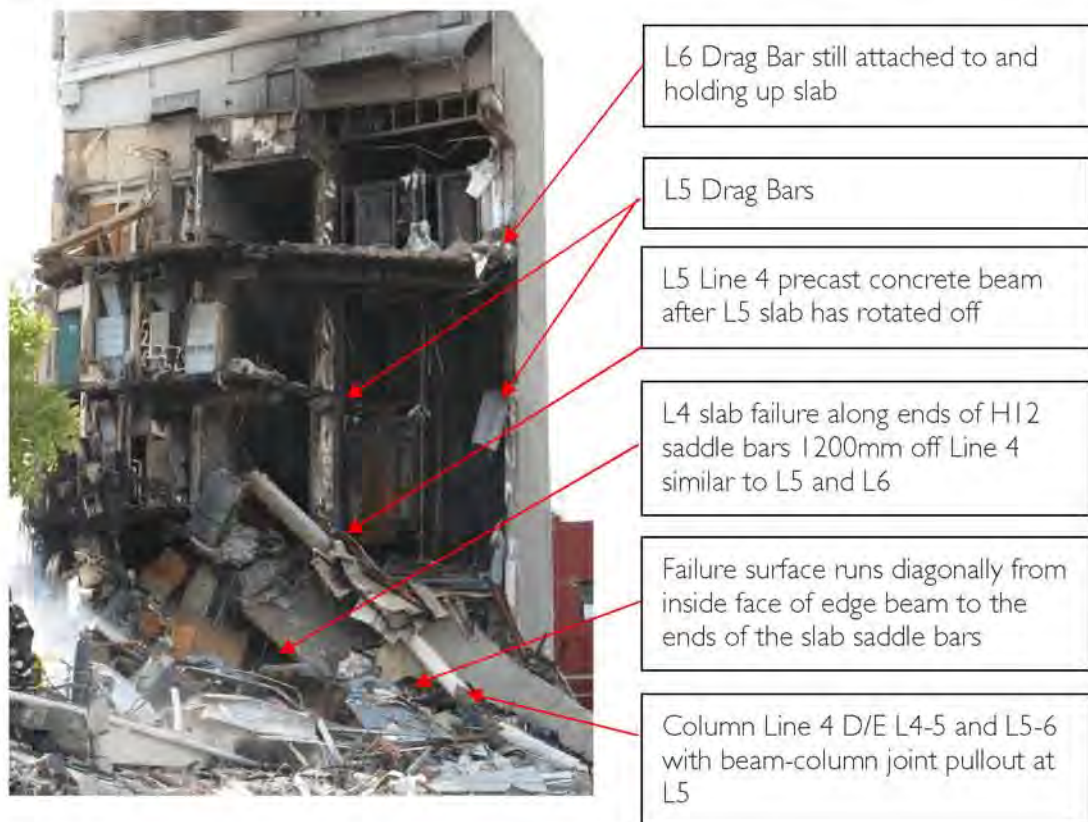 L6 Drag Bar still attached to and
holding up slab
L5 Drag Bars
L5 Line 4 precast concrete beam
after L5 slab has rotated off
L4 slab failure along ends of H12
saddle bars 1200mm off Line 4
similar to L5 and L6
Failure surface runs diagonally from
inside face of edge beam to the
ends of the slab saddle bars
Column Line 4 D/E L4-5 and L5-6
with beam-column joint pullout at
L5